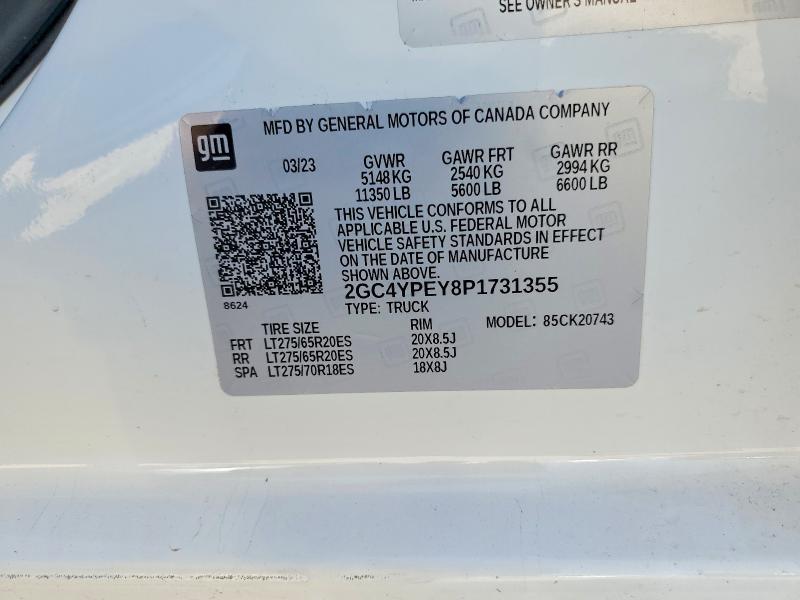 SEE OWNER'S MANUAL
gm
MFD BY GENERAL MOTORS OF CANADA COMPANY
03/23 GVWR GAWR FRT GAWR RR
5148 KG 2540 KG 2994 KG
11350 LB 5600 LB 6600 LB
THIS VEHICLE CONFORMS TO ALL
APPLICABLE U.S. FEDERAL MOTOR
VEHICLE SAFETY STANDARDS IN EFFECT
ON THE DATE OF MANUFACTURE
SHOWN ABOVE.
8624
2GC4YPEY8P1731355
TYPE: TRUCK
TIRE SIZE RIM MODEL: 85CK20743
FRT LT275/65R20ES 20X8.5J
RR LT275/65R20ES 20X8.5J
SPA LT275/70R18ES 18X8J